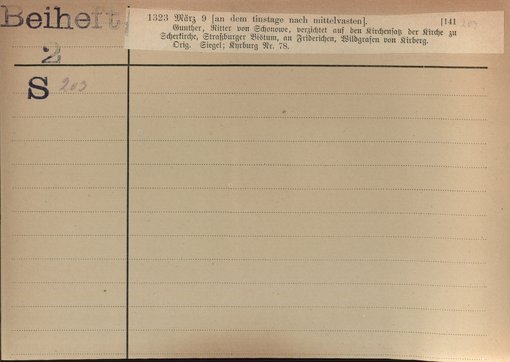 Beiheft
2
S 203
1323 März 9 [an dem tinstage nach mittelvasten]. [141 203
Gunther, Ritter von Schonowe, verzichtet auf den Kirchensatz der Kirche zu
Scherkirche, Straßburger Bistum, an Friderichen, Wildgrafen von Kirberg.
Orig. Siegel; Kyrburg Nr. 78.